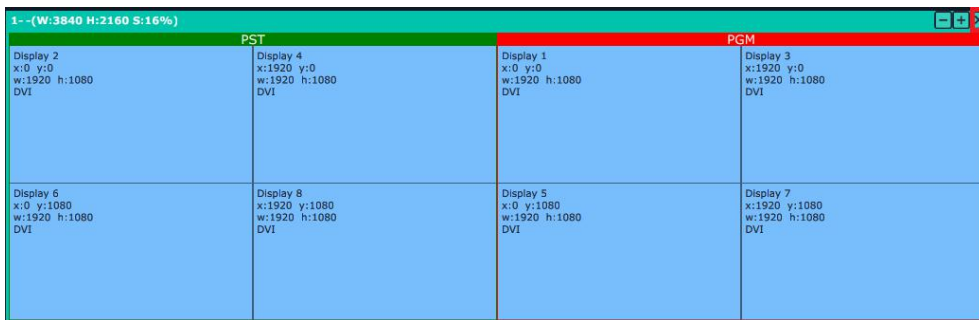 1--(W:3840 H:2160 S:16%)
PST
PGM
Display 2
x:0 y:0
w:1920 h:1080
DVI
Display 4
x:1920 y:0
w:1920 h:1080
DVI
Display 1
x:0 y:0
w:1920 h:1080
DVI
Display 3
x:1920 y:0
w:1920 h:1080
DVI
Display 6
x:0 y:1080
w:1920 h:1080
DVI
Display 8
x:1920 y:1080
w:1920 h:1080
DVI
Display 5
x:0 y:1080
w:1920 h:1080
DVI
Display 7
x:1920 y:1080
w:1920 h:1080
DVI